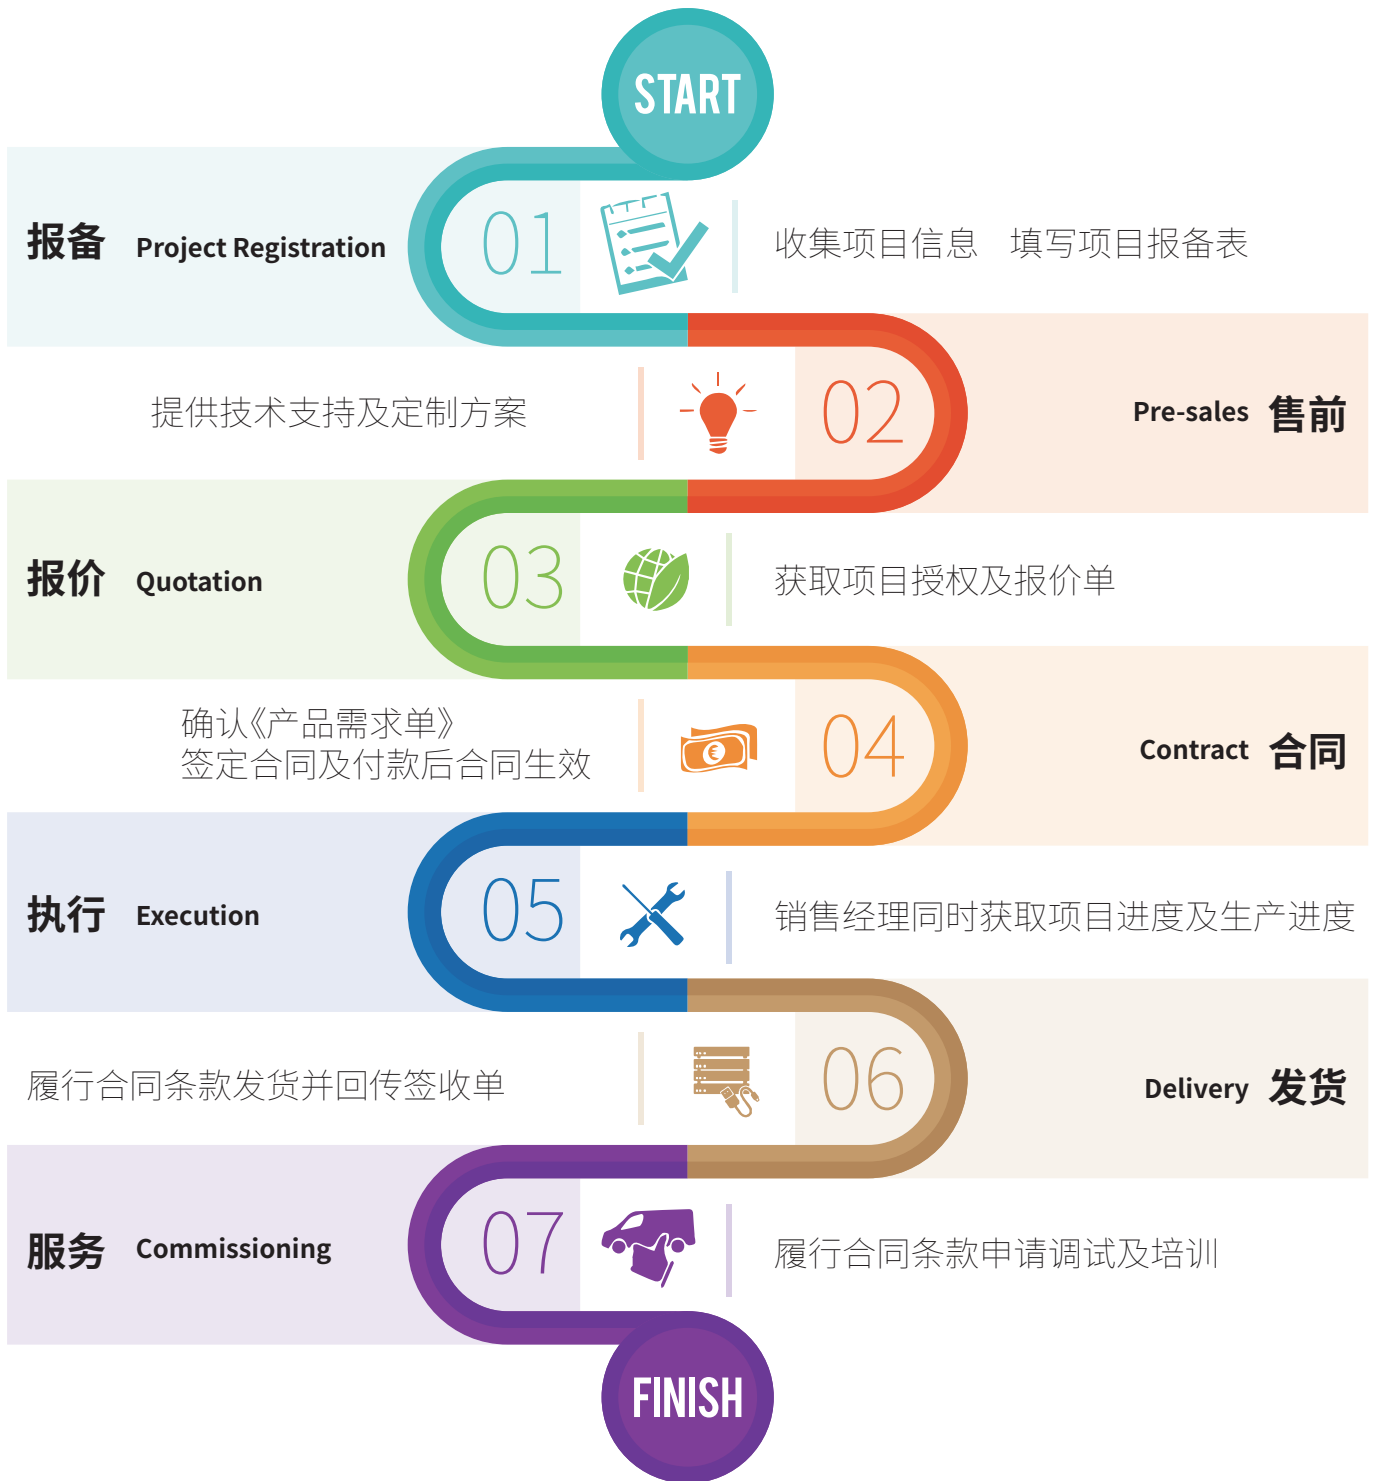 START
报备 Project Registration 01 收集项目信息 填写项目报备表
提供技术支持及定制方案 02 Pre-sales 售前
报价 Quotation 03 获取项目授权及报价单
确认《产品需求单》
签定合同及付款后合同生效 04 Contract 合同
执行 Execution 05 销售经理同时获取项目进度及生产进度
履行合同条款发货并回传签收单 06 Delivery 发货
服务 Commissioning 07 履行合同条款申请调试及培训
FINISH